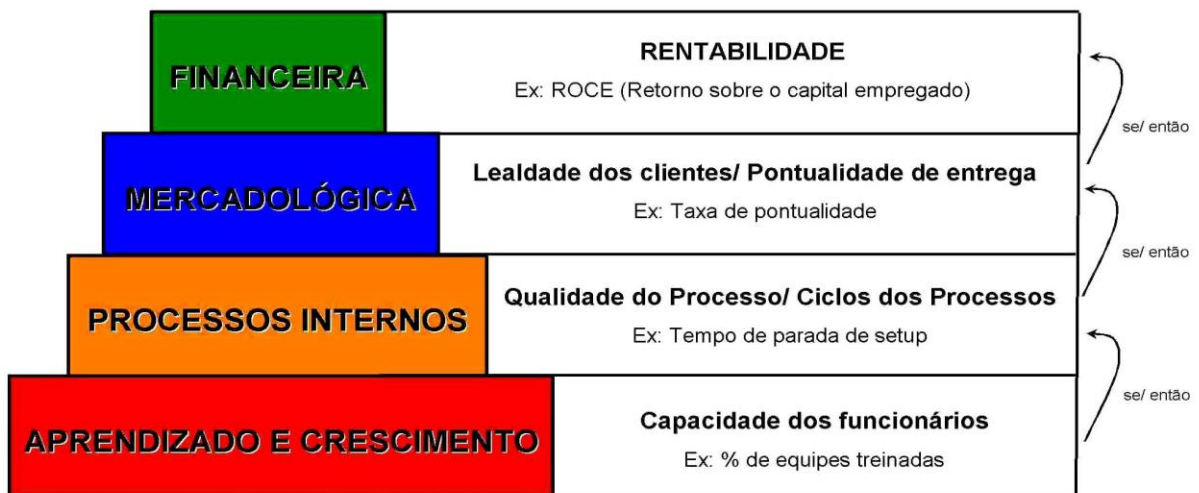 FINANCEIRA
RENTABILIDADE
Ex: ROCE (Retorno sobre o capital empregado)
se/ então
MERCADOLÓGICA
Lealdade dos clientes/ Pontualidade de entrega
Ex: Taxa de pontualidade
se/ então
PROCESSOS INTERNOS
Qualidade do Processo/ Ciclos dos Processos
Ex: Tempo de parada de setup
se/ então
APRENDIZADO E CRESCIMENTO
Capacidade dos funcionários
Ex: % de equipes treinadas